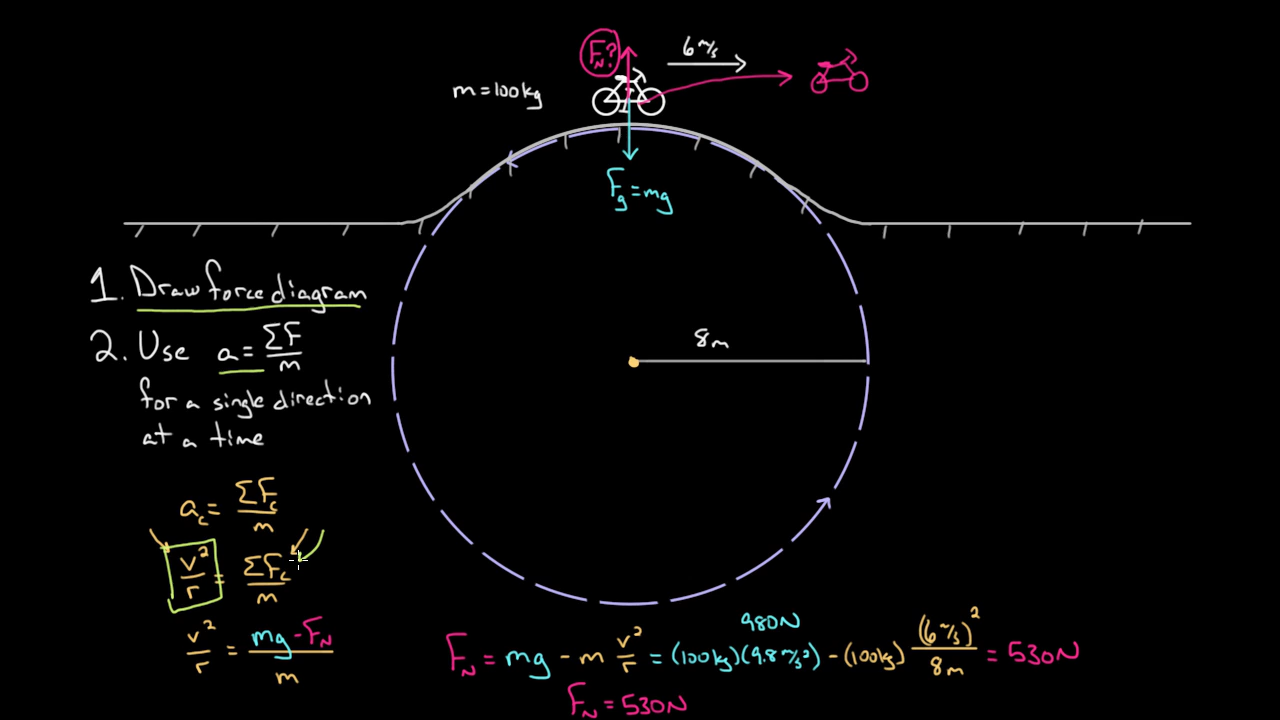 F_N?
6 m/s
m = 100kg
F_g = mg
1. Draw force diagram
2. Use a = ΣF/m
for a single direction
at a time
8m
a_c = ΣF_c/m
v²/r = ΣF_c/m
v²/r = (mg - F_N)/m
980N
F_N = mg - m v²/r = (100kg)(9.8 m/s²) - (100kg) (6 m/s)²/8m = 530N
F_N = 530N